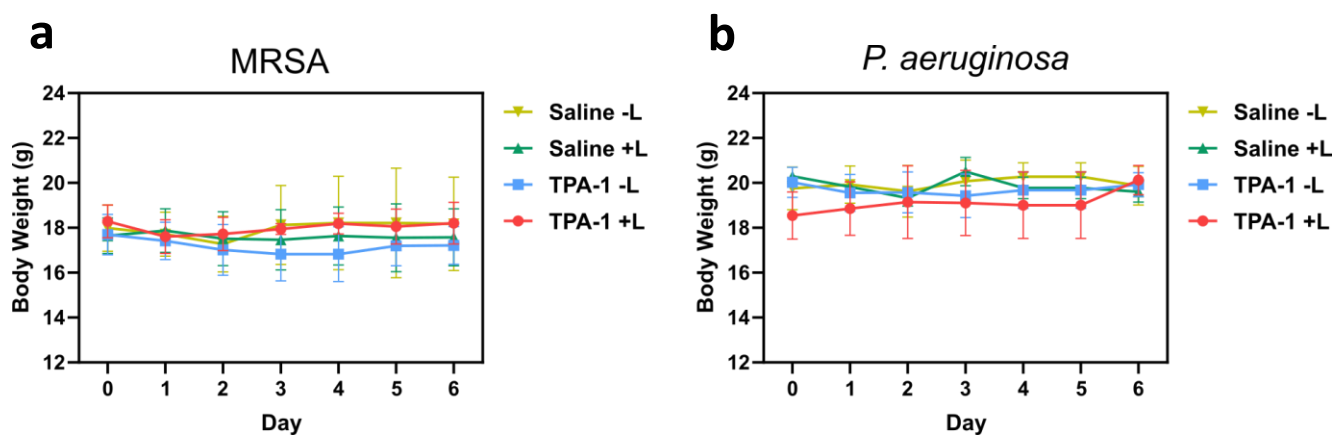 a
MRSA
Body Weight (g)
24
22
20
18
16
14
12
0 1 2 3 4 5 6
Day
Saline -L
Saline +L
TPA-1 -L
TPA-1 +L
b
P. aeruginosa
Body Weight (g)
24
22
20
18
16
14
12
0 1 2 3 4 5 6
Day
Saline -L
Saline +L
TPA-1 -L
TPA-1 +L